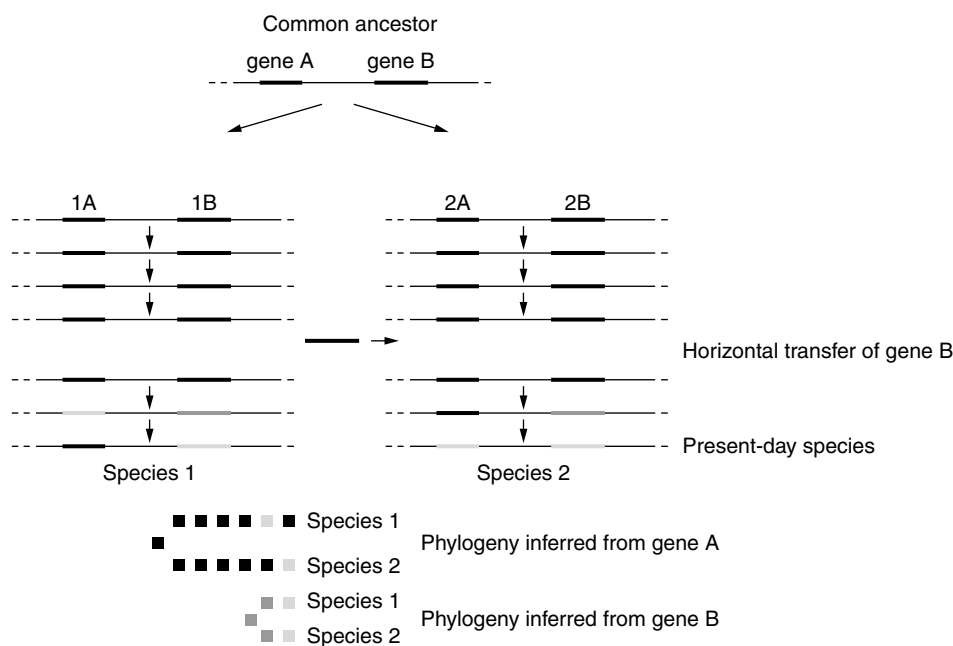 Common ancestor
gene A gene B
1A 1B 2A 2B
Horizontal transfer of gene B
Present-day species
Species 1 Species 2
Species 1
Phylogeny inferred from gene A
Species 2
Species 1
Phylogeny inferred from gene B
Species 2